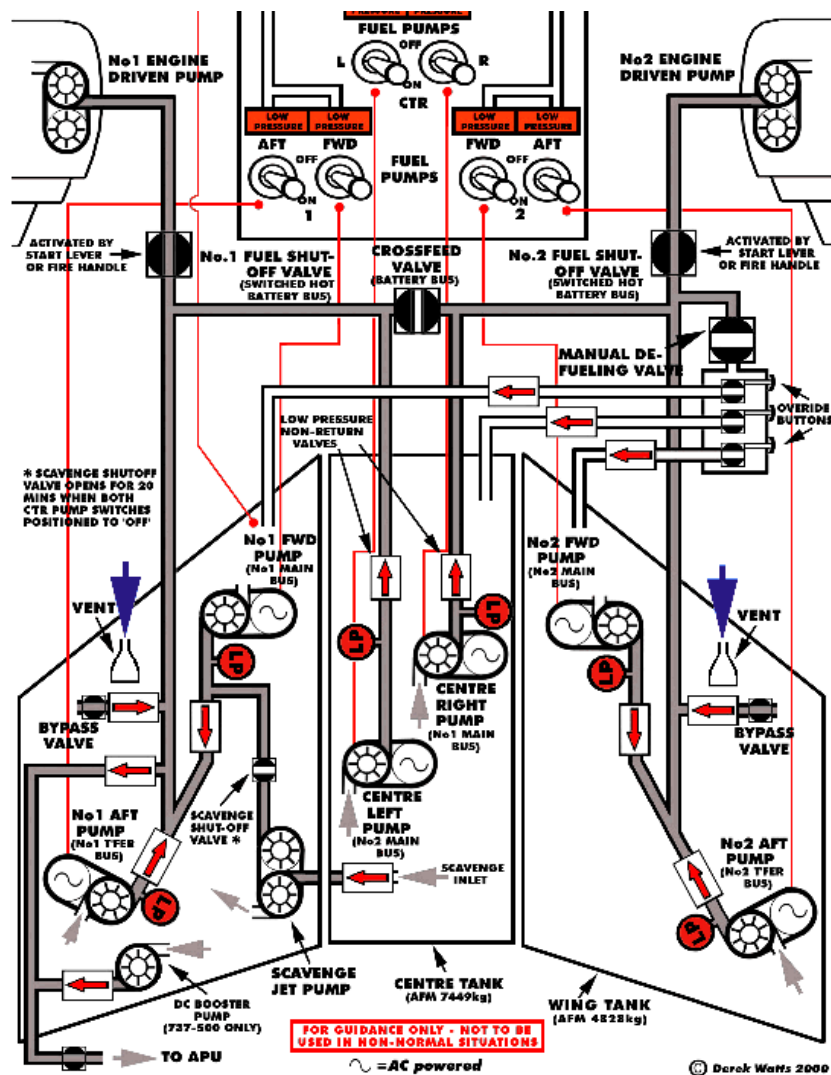 PRESSURE PRESSURE
FUEL PUMPS
OFF
L
R
ON
CTR
No1 ENGINE
DRIVEN PUMP
No2 ENGINE
DRIVEN PUMP
LOW
PRESSURE
LOW
PRESSURE
AFT
FWD
OFF
ON
1
FUEL
PUMPS
LOW
PRESSURE
LOW
PRESSURE
FWD
AFT
OFF
ON
2
ACTIVATED BY
START LEVER
OR FIRE HANDLE
No.1 FUEL SHUT-
OFF VALVE
(SWITCHED HOT
BATTERY BUS)
CROSSFEED
VALVE
(BATTERY BUS)
No.2 FUEL SHUT-
OFF VALVE
(SWITCHED HOT
BATTERY BUS)
ACTIVATED BY
START LEVER
OR FIRE HANDLE
MANUAL DE-
FUELING VALVE
OVERIDE
BUTTONS
LOW PRESSURE
NON-RETURN
VALVES
* SCAVENGE SHUTOFF
VALVE OPENS FOR 20
MINS WHEN BOTH
CTR PUMP SWITCHES
POSITIONED TO 'OFF'
No1 FWD
PUMP
(No1 MAIN
BUS)
No2 FWD
PUMP
(No2 MAIN
BUS)
VENT
VENT
LP
LP
LP
LP
CENTRE
RIGHT
PUMP
(No1 MAIN
BUS)
BYPASS
VALVE
BYPASS
VALVE
CENTRE
LEFT
PUMP
(No2 MAIN
BUS)
SCAVENGE
SHUT-OFF
VALVE *
No1 AFT
PUMP
(No1 T'FER
BUS)
No2 AFT
PUMP
(No2 T'FER
BUS)
LP
LP
SCAVENGE
INLET
SCAVENGE
JET PUMP
CENTRE TANK
(AFM 7449kg)
WING TANK
(AFM 4828kg)
DC BOOSTER
PUMP
(737-500 ONLY)
FOR GUIDANCE ONLY - NOT TO BE
USED IN NON-NORMAL SITUATIONS
TO APU
=AC powered
© Derek Watts 2000